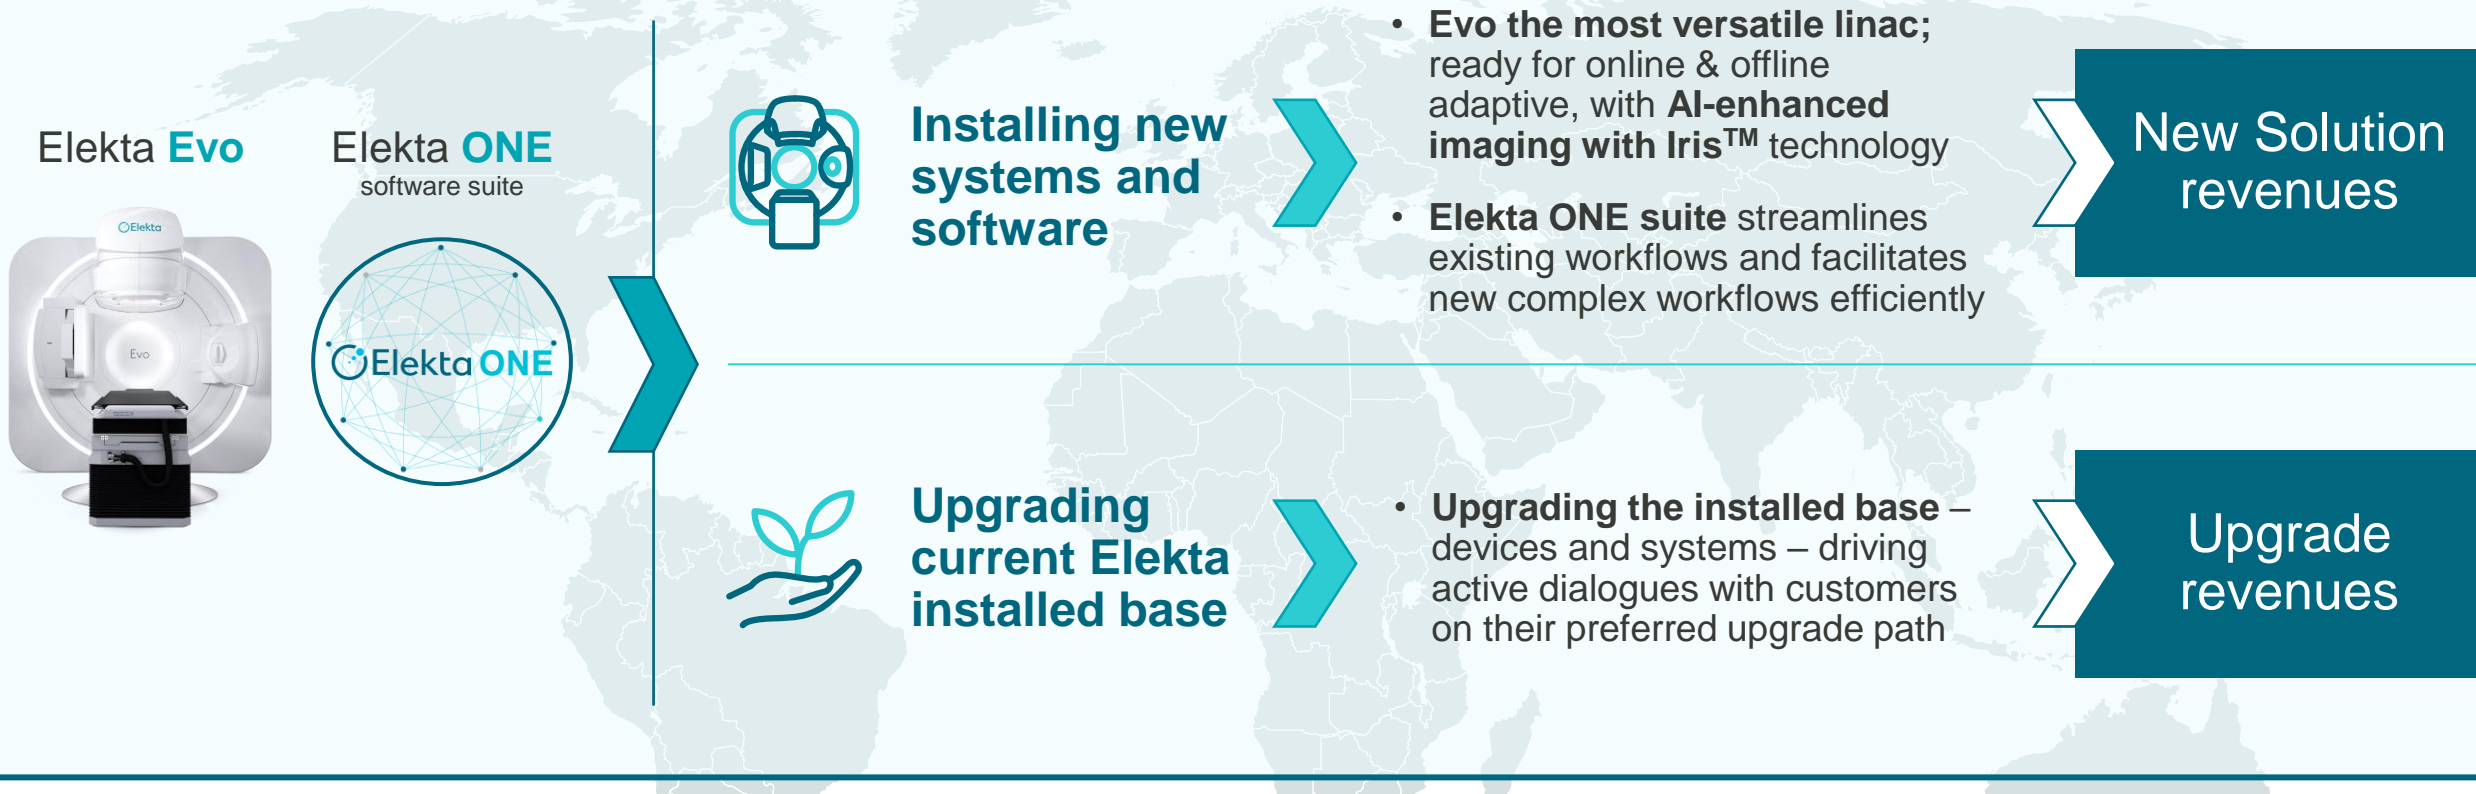 Elekta Evo
Elekta ONE
software suite
Elekta
Evo
Elekta ONE
Installing new
systems and
software
• Evo the most versatile linac;
ready for online & offline
adaptive, with AI-enhanced
imaging with Iris™ technology
• Elekta ONE suite streamlines
existing workflows and facilitates
new complex workflows efficiently
New Solution
revenues
Upgrading
current Elekta
installed base
• Upgrading the installed base –
devices and systems – driving
active dialogues with customers
on their preferred upgrade path
Upgrade
revenues